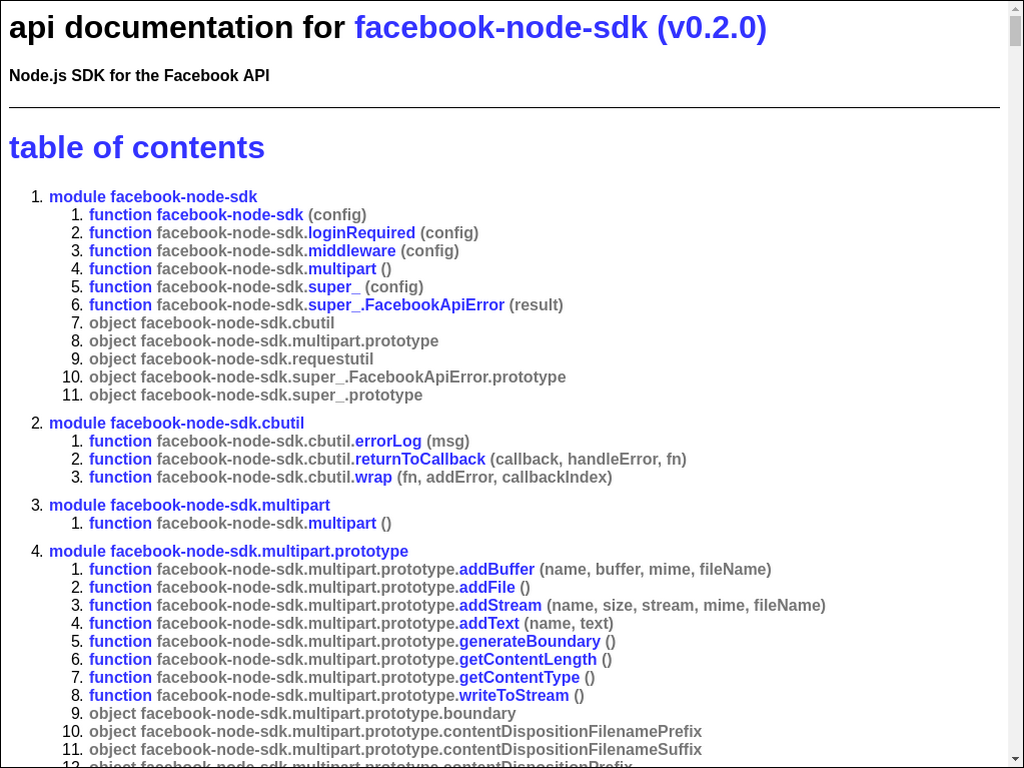 api documentation for facebook-node-sdk (v0.2.0)
Node.js SDK for the Facebook API
table of contents
1. module facebook-node-sdk
1. function facebook-node-sdk (config)
2. function facebook-node-sdk.loginRequired (config)
3. function facebook-node-sdk.middleware (config)
4. function facebook-node-sdk.multipart ()
5. function facebook-node-sdk.super_ (config)
6. function facebook-node-sdk.super_.FacebookApiError (result)
7. object facebook-node-sdk.cbutil
8. object facebook-node-sdk.multipart.prototype
9. object facebook-node-sdk.requestutil
10. object facebook-node-sdk.super_.FacebookApiError.prototype
11. object facebook-node-sdk.super_.prototype
2. module facebook-node-sdk.cbutil
1. function facebook-node-sdk.cbutil.errorLog (msg)
2. function facebook-node-sdk.cbutil.returnToCallback (callback, handleError, fn)
3. function facebook-node-sdk.cbutil.wrap (fn, addError, callbackIndex)
3. module facebook-node-sdk.multipart
1. function facebook-node-sdk.multipart ()
4. module facebook-node-sdk.multipart.prototype
1. function facebook-node-sdk.multipart.prototype.addBuffer (name, buffer, mime, fileName)
2. function facebook-node-sdk.multipart.prototype.addFile ()
3. function facebook-node-sdk.multipart.prototype.addStream (name, size, stream, mime, fileName)
4. function facebook-node-sdk.multipart.prototype.addText (name, text)
5. function facebook-node-sdk.multipart.prototype.generateBoundary ()
6. function facebook-node-sdk.multipart.prototype.getContentLength ()
7. function facebook-node-sdk.multipart.prototype.getContentType ()
8. function facebook-node-sdk.multipart.prototype.writeToStream ()
9. object facebook-node-sdk.multipart.prototype.boundary
10. object facebook-node-sdk.multipart.prototype.contentDispositionFilenamePrefix
11. object facebook-node-sdk.multipart.prototype.contentDispositionFilenameSuffix
12. object facebook-node-sdk.multipart.prototype.contentDispositionPrefix